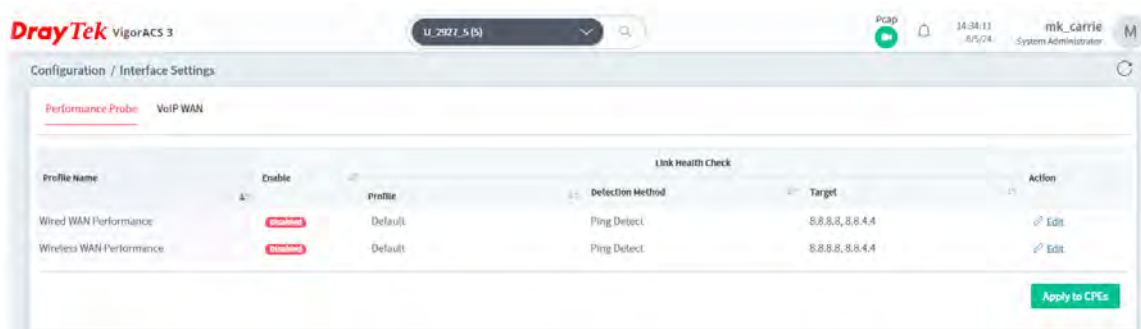 DrayTek VigorACS 3
U_2927_5 (5)
Pcap
14:34:11
8/5/24
mk_carrie
System Administrator
M
Configuration / Interface Settings
Performance Probe VoIP WAN
Link Health Check
Profile Name Enable Action
Profile Detection Method Target
Wired WAN Performance Disabled Default Ping Detect 8.8.8.8, 8.8.4.4 Edit
Wireless WAN Performance Disabled Default Ping Detect 8.8.8.8, 8.8.4.4 Edit
Apply to CPEs